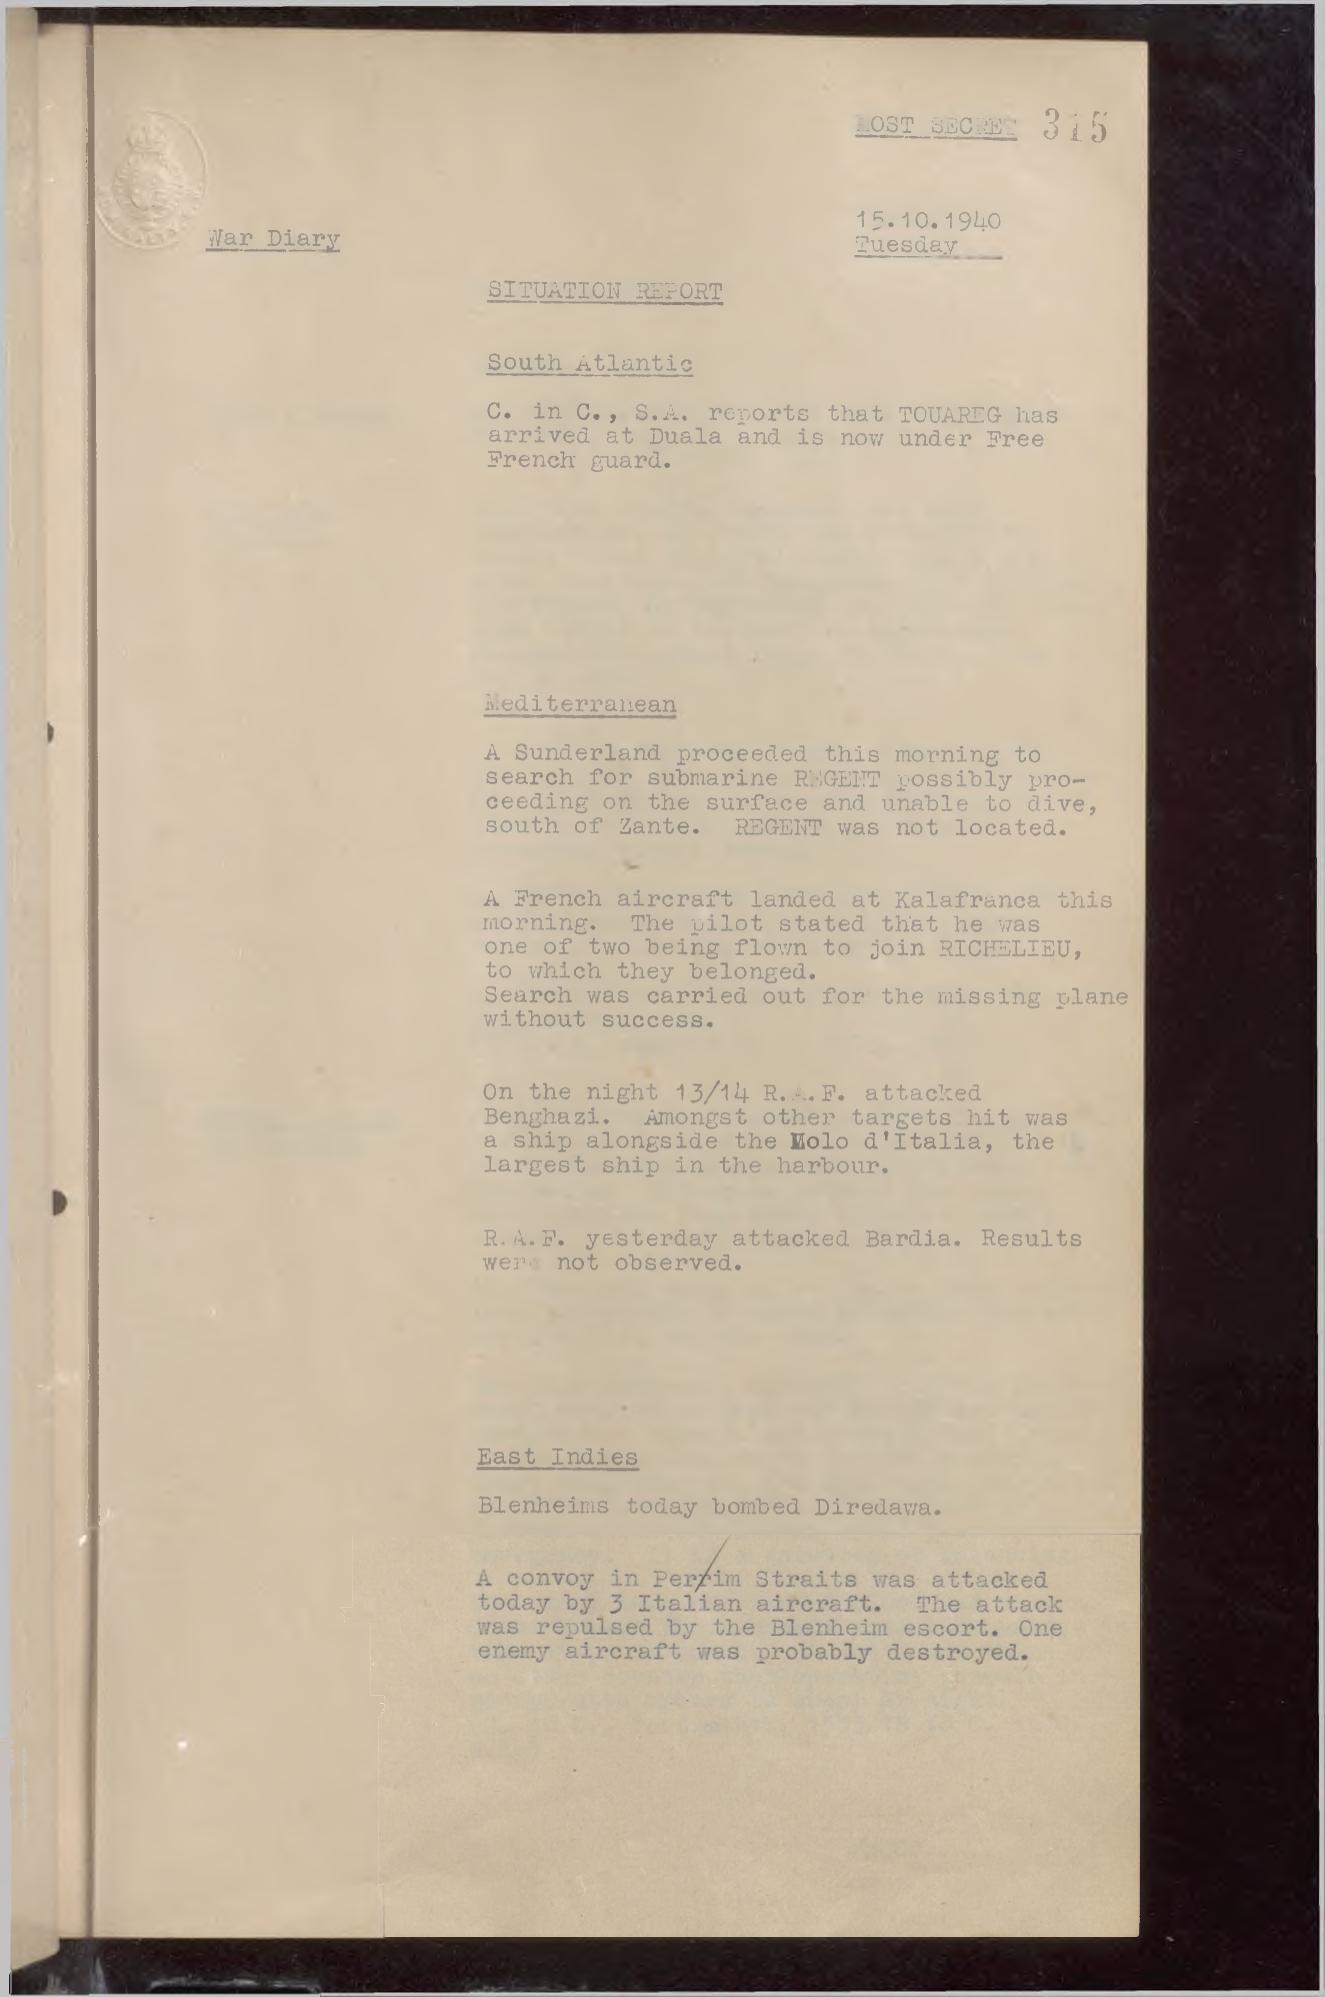 MOST SECRET 315
15.10.1940
War Diary
Tuesday
SITUATION REPORT
South Atlantic
C. in C., S.A. reports that TOUAREG has
arrived at Duala and is now under Free
French guard.
Mediterranean
A Sunderland proceeded this morning to
search for submarine REGENT possibly pro-
ceeding on the surface and unable to dive,
south of Zante. REGENT was not located.
A French aircraft landed at Kalafranca this
morning. The pilot stated that he was
one of two being flown to join RICHELIEU,
to which they belonged.
Search was carried out for the missing plane
without success.
On the night 13/14 R.A.F. attacked
Benghazi. Amongst other targets hit was
a ship alongside the Molo d'Italia, the
largest ship in the harbour.
R.A.F. yesterday attacked Bardia. Results
were not observed.
East Indies
Blenheims today bombed Diredawa.
A convoy in Perrim Straits was attacked
today by 3 Italian aircraft. The attack
was repulsed by the Blenheim escort. One
enemy aircraft was probably destroyed.